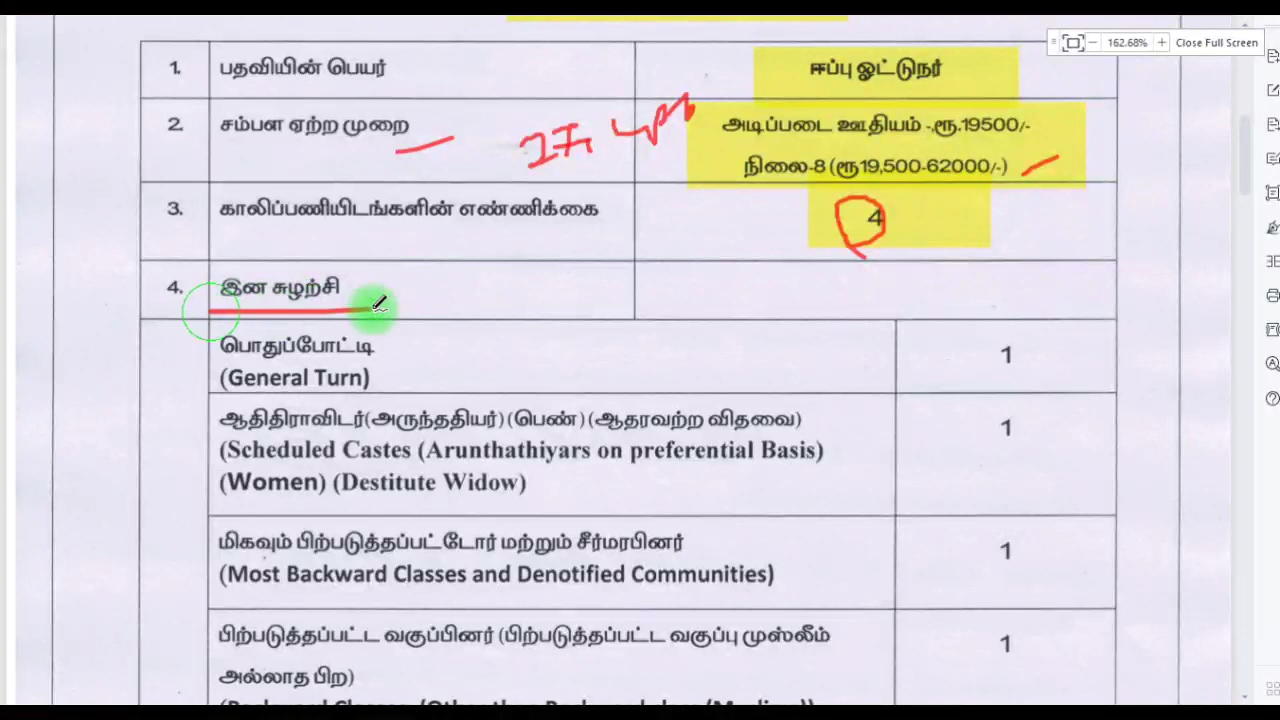 162.68%
Close Full Screen
1. பதவியின் பெயர் ஈப்பு ஓட்டுநர்
2. சம்பள ஏற்ற முறை அடிப்படை ஊதியம் -ரூ.19500/-
நிலை-8 (ரூ19,500-62000/-)
3. காலிப்பணியிடங்களின் எண்ணிக்கை 4
4. இன சுழற்சி
பொதுப்போட்டி 1
(General Turn)
ஆதிதிராவிடர்(அருந்ததியர்) (பெண்) (ஆதரவற்ற விதவை) 1
(Scheduled Castes (Arunthathiyars on preferential Basis)
(Women) (Destitute Widow)
மிகவும் பிற்படுத்தப்பட்டோர் மற்றும் சீர்மரபினர் 1
(Most Backward Classes and Denotified Communities)
பிற்படுத்தப்பட்ட வகுப்பினர் (பிற்படுத்தப்பட்ட வகுப்பு முஸ்லீம் 1
அல்லாத பிற)